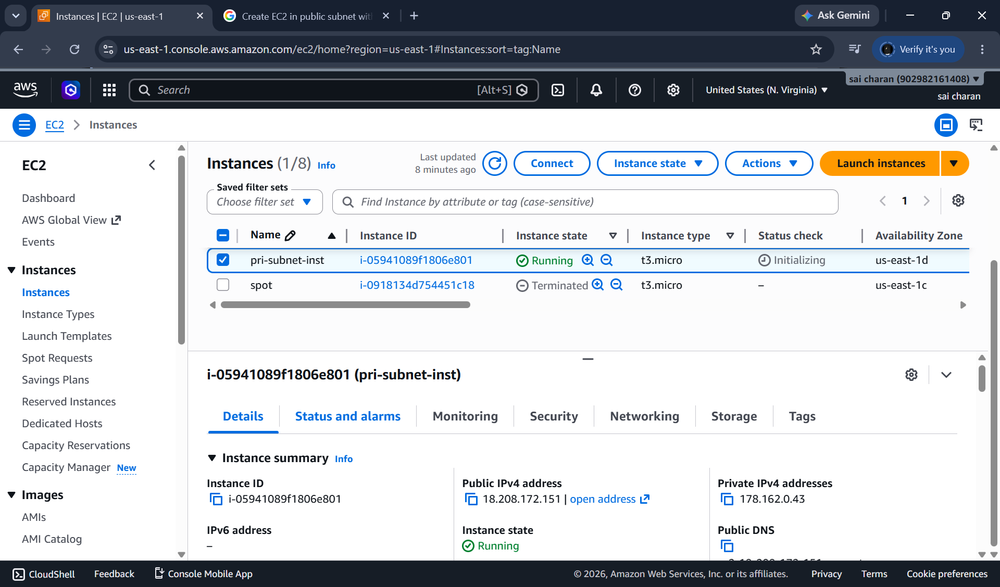 Instances | EC2 | us-east-1
Create EC2 in public subnet wit
Ask Gemini
us-east-1.console.aws.amazon.com/ec2/home?region=us-east-1#Instances:sort=tag:Name
Verify it's you
aws
Search
[Alt+S]
United States (N. Virginia)
sai charan (902982161408)
sai charan
EC2
Instances
EC2
Dashboard
AWS Global View
Events
Instances
Instances
Instance Types
Launch Templates
Spot Requests
Savings Plans
Reserved Instances
Dedicated Hosts
Capacity Reservations
Capacity Manager New
Images
AMIs
AMI Catalog
Instances (1/8) Info
Last updated
8 minutes ago
Connect
Instance state
Actions
Launch instances
Saved filter sets
Choose filter set
Find Instance by attribute or tag (case-sensitive)
1
Name Instance ID Instance state Instance type Status check Availability Zone
pri-subnet-inst i-05941089f1806e801 Running t3.micro Initializing us-east-1d
spot i-0918134d754451c18 Terminated t3.micro – us-east-1c
i-05941089f1806e801 (pri-subnet-inst)
Details Status and alarms Monitoring Security Networking Storage Tags
Instance summary Info
Instance ID
i-05941089f1806e801
Public IPv4 address
18.208.172.151 | open address
Private IPv4 addresses
178.162.0.43
IPv6 address
–
Instance state
Running
Public DNS
CloudShell Feedback Console Mobile App
© 2026, Amazon Web Services, Inc. or its affiliates. Privacy Terms Cookie preferences